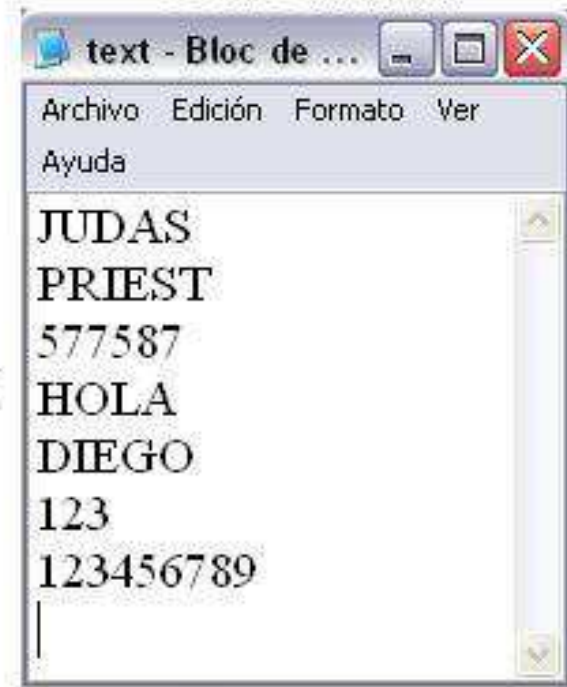 text - Bloc de ...
Archivo Edición Formato Ver
Ayuda
JUDAS
PRIEST
577587
HOLA
DIEGO
123
123456789